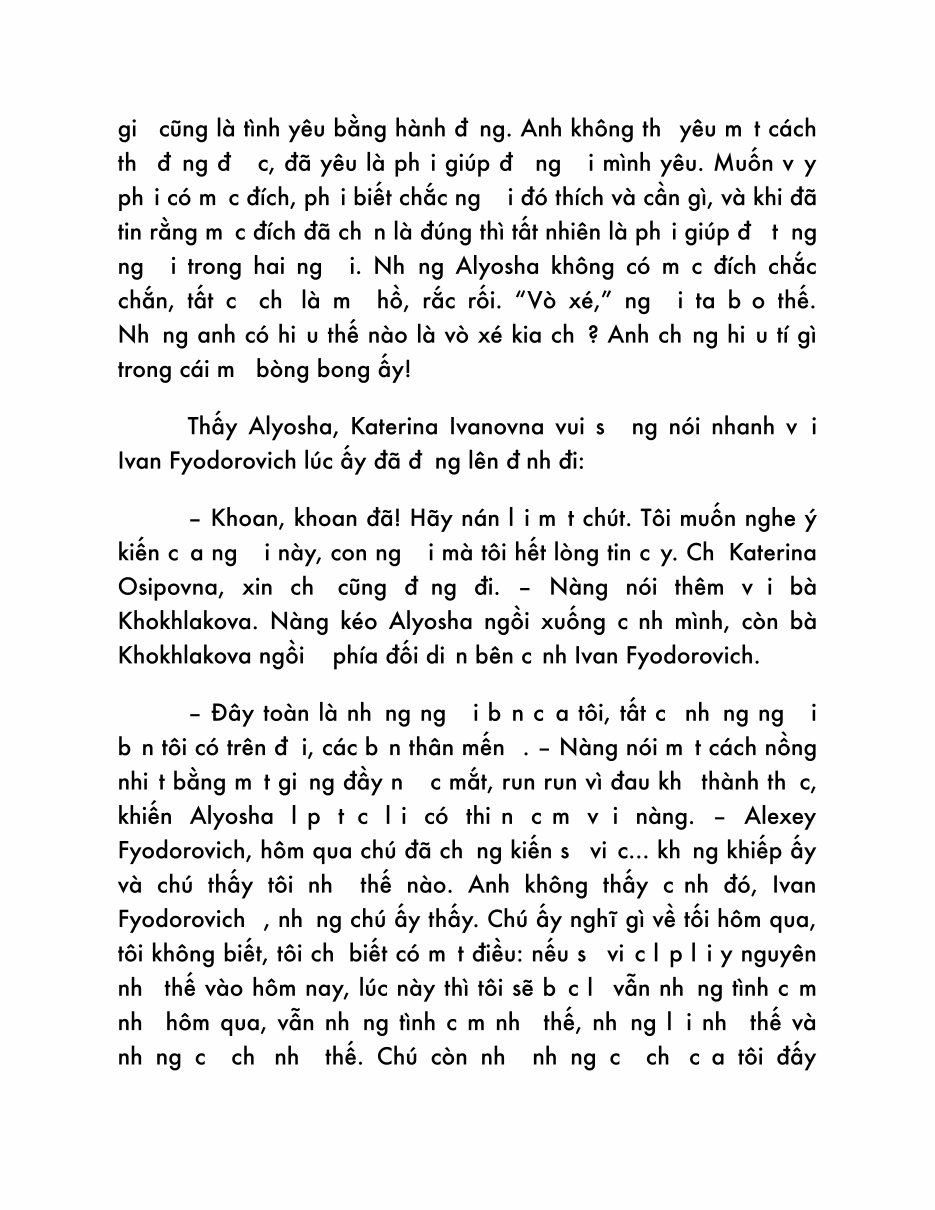 gi  cũng là tình yêu bằng hành đ ng. Anh không th  yêu m t cách
th  đ ng đ  c, đã yêu là ph i giúp đ  ng  i mình yêu. Muốn v y
ph i có m c đích, ph i biết chắc ng  i đó thích và cần gì, và khi đã
tin rằng m c đích đã ch n là đúng thì tất nhiên là ph i giúp đ  t ng
ng  i trong hai ng  i. Nh ng Alyosha không có m c đích chắc
chắn, tất c  ch  là m  hồ, rắc rối. “Vò xé,” ng  i ta b o thế.
Nh ng anh có hi u thế nào là vò xé kia ch ? Anh ch ng hi u tí gì
trong cái m  bòng bong ấy!
Thấy Alyosha, Katerina Ivanovna vui s  ng nói nhanh v i
Ivan Fyodorovich lúc ấy đã đ ng lên đ nh đi:
– Khoan, khoan đã! Hãy nán l i m t chút. Tôi muốn nghe ý
kiến c a ng  i này, con ng  i mà tôi hết lòng tin c y. Ch  Katerina
Osipovna, xin ch  cũng đ ng đi. – Nàng nói thêm v i bà
Khokhlakova. Nàng kéo Alyosha ngồi xuống c nh mình, còn bà
Khokhlakova ngồi   phía đối di n bên c nh Ivan Fyodorovich.
– Đây toàn là nh ng ng  i b n c a tôi, tất c  nh ng ng  i
b n tôi có trên đ i, các b n thân mến  . – Nàng nói m t cách nồng
nhi t bằng m t gi ng đầy n  c mắt, run run vì đau kh  thành th c,
khiến Alyosha l p t c l i có thi n c m v i nàng. – Alexey
Fyodorovich, hôm qua chú đã ch ng kiến s  vi c... kh ng khiếp ấy
và chú thấy tôi nh  thế nào. Anh không thấy c nh đó, Ivan
Fyodorovich  , nh ng chú ấy thấy. Chú ấy nghĩ gì về tối hôm qua,
tôi không biết, tôi ch  biết có m t điều: nếu s  vi c l p l i y nguyên
nh  thế vào hôm nay, lúc này thì tôi sẽ b c l  vẫn nh ng tình c m
nh  hôm qua, vẫn nh ng tình c m nh  thế, nh ng l i nh  thế và
nh ng c  ch  nh  thế. Chú còn nh  nh ng c  ch  c a tôi đấy